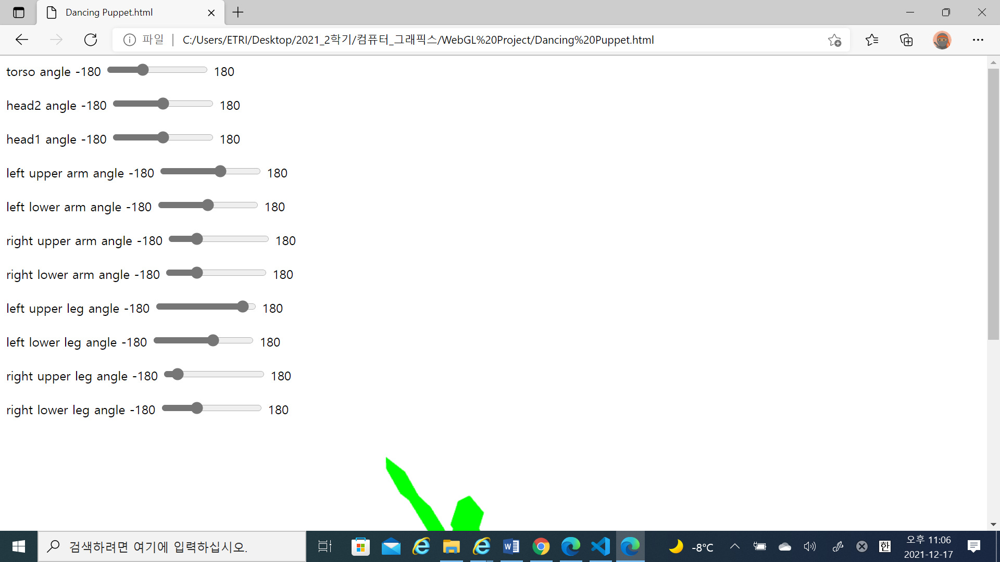 Dancing Puppet.html
파일 C:/Users/ETRI/Desktop/2021_2학기/컴퓨터_그래픽스/WebGL%20Project/Dancing%20Puppet.html
torso angle -180 180
head2 angle -180 180
head1 angle -180 180
left upper arm angle -180 180
left lower arm angle -180 180
right upper arm angle -180 180
right lower arm angle -180 180
left upper leg angle -180 180
left lower leg angle -180 180
right upper leg angle -180 180
right lower leg angle -180 180
검색하려면 여기에 입력하십시오.
-8°C
한
오후 11:06
2021-12-17